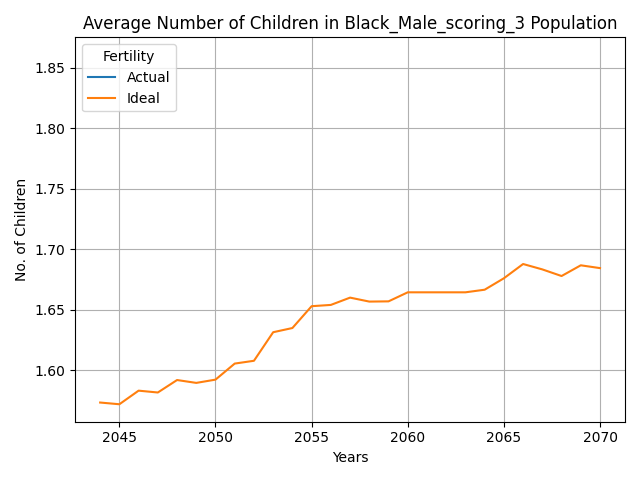 Average Number of Children in Black_Male_scoring_3 Population
Fertility
Actual
Ideal
1.85
1.80
1.75
1.70
1.65
1.60
No. of Children
2045 2050 2055 2060 2065 2070
Years